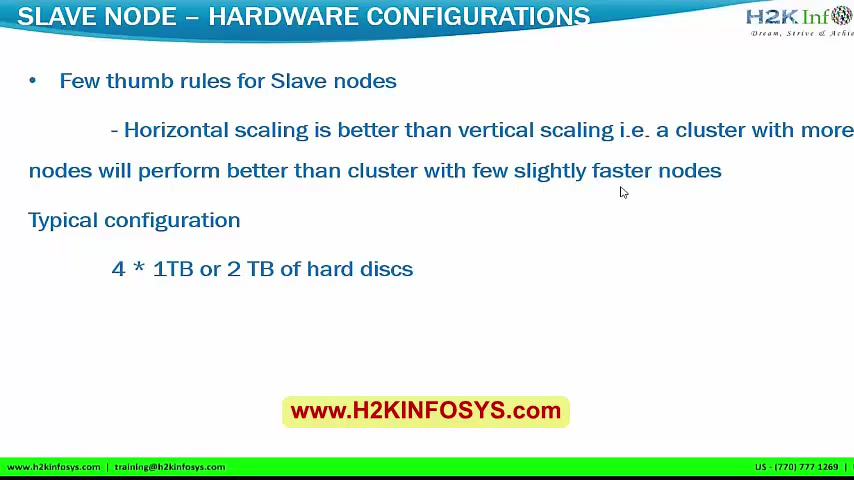 SLAVE NODE – HARDWARE CONFIGURATIONS
H2K Inf
Dream, Strive & Achi
• Few thumb rules for Slave nodes
- Horizontal scaling is better than vertical scaling i.e. a cluster with more
nodes will perform better than cluster with few slightly faster nodes
Typical configuration
4 * 1TB or 2 TB of hard discs
www.H2KINFOSYS.com
www.h2kinfosys.com | training@h2kinfosys.com
US - (770) 777 1269 |